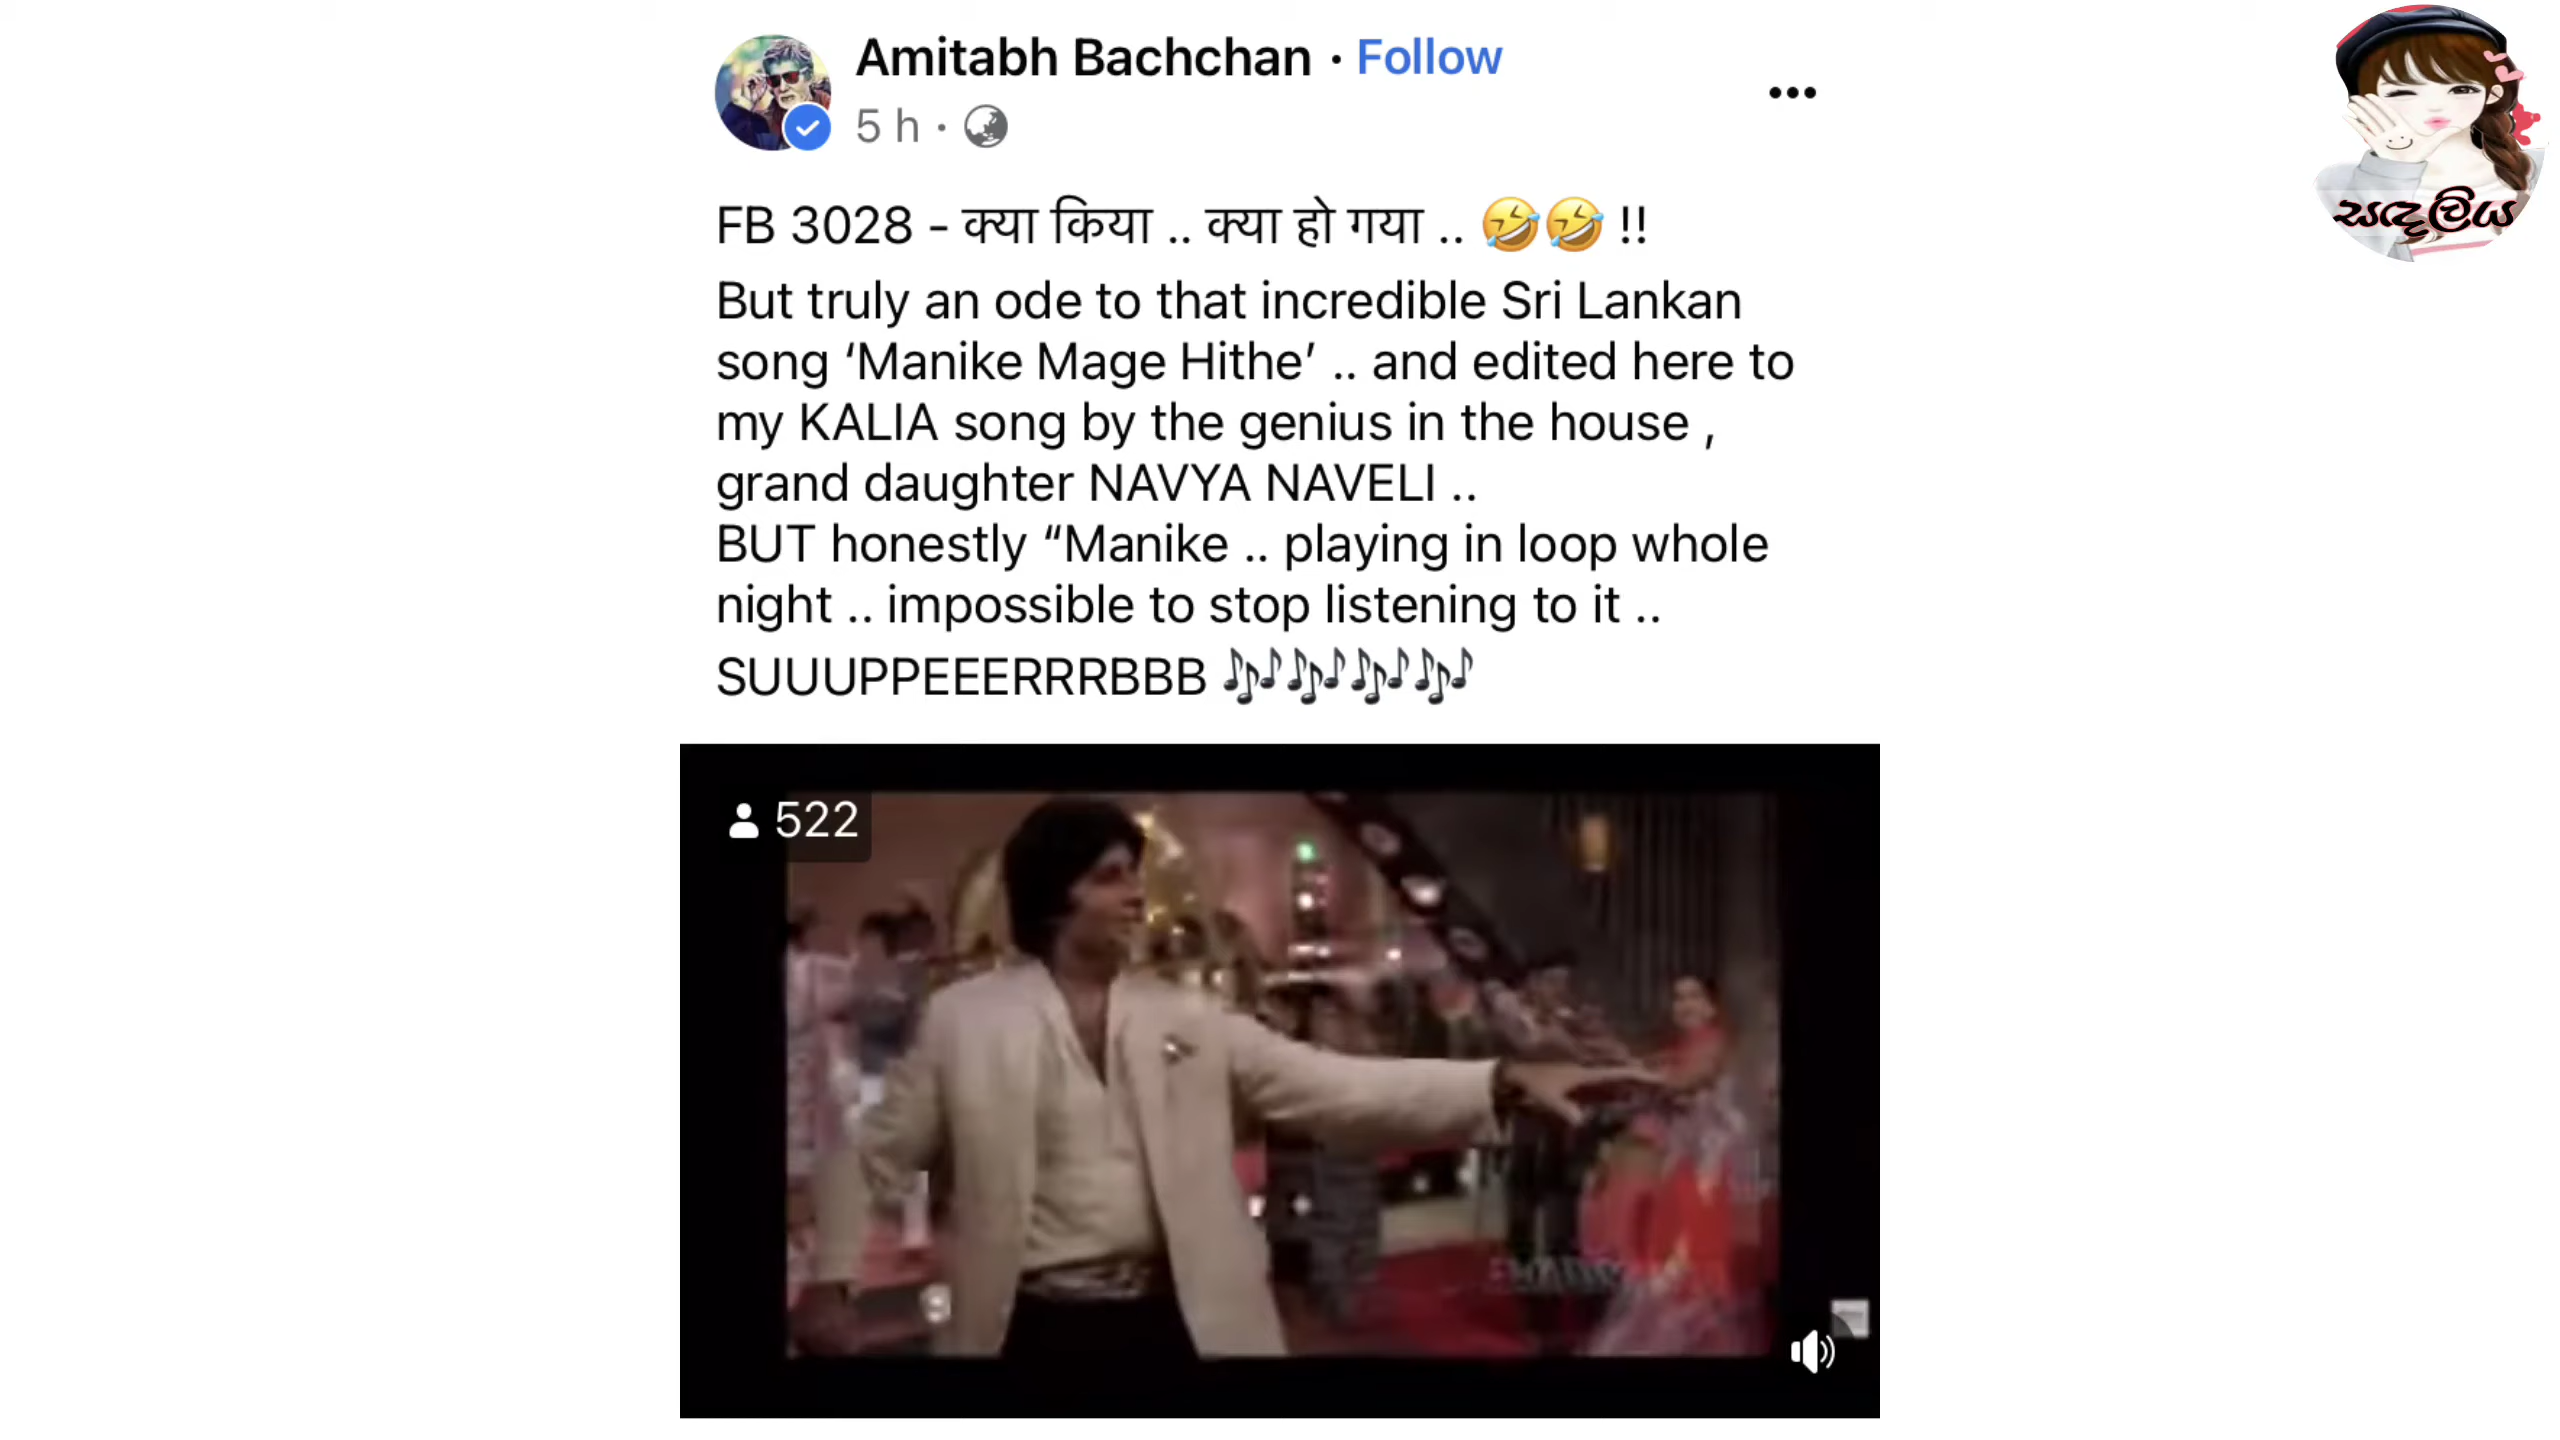 Amitabh Bachchan · Follow
5 h ·
FB 3028 - क्या किया .. क्या हो गया .. 🤣🤣 !!
But truly an ode to that incredible Sri Lankan
song ‘Manike Mage Hithe’ .. and edited here to
my KALIA song by the genius in the house ,
grand daughter NAVYA NAVELI ..
BUT honestly “Manike .. playing in loop whole
night .. impossible to stop listening to it ..
SUUUPPEEERRRBBB 🎶🎶🎶🎶
522
සඳලිය